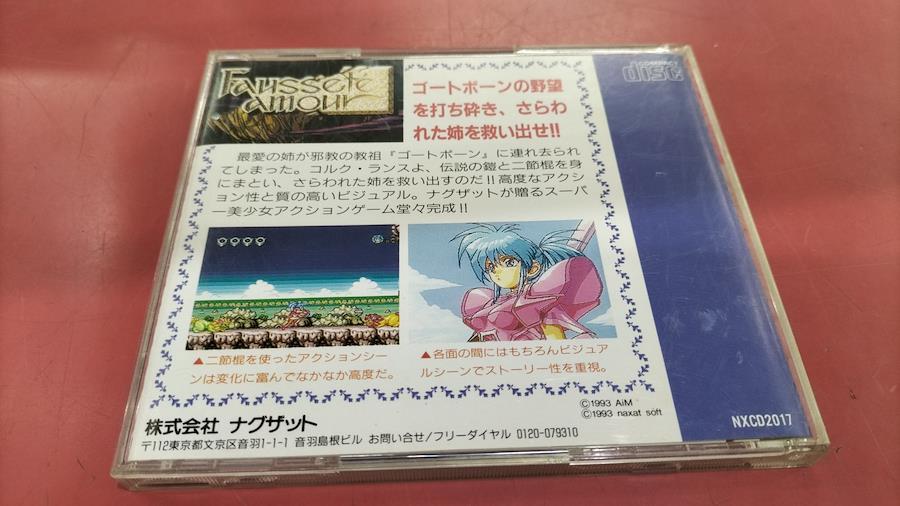 Fausseté
amour
COMPACT
disc
ゴートボーンの野望
を打ち砕き、さらわ
れた姉を救い出せ!!
最愛の姉が邪教の教祖『ゴートボーン』に連れ去られ
てしまった。コルク・ランスよ、伝説の鎧と二節棍を身
にまとい、さらわれた姉を救い出すのだ!!高度なアク
ション性と質の高いビジュアル。ナグザットが贈るスーパ
ー美少女アクションゲーム堂々完成!!
▲二節棍を使ったアクションシー
ンは変化に富んでなかなか高度だ。
▲各面の間にはもちろんビジュア
ルシーンでストーリー性を重視。
©1993 AiM
©1993 naxat soft
NXCD2017
株式会社 ナグザット
〒112東京都文京区音羽1-1-1 音羽島根ビル お問い合せ/フリーダイヤル 0120-079310